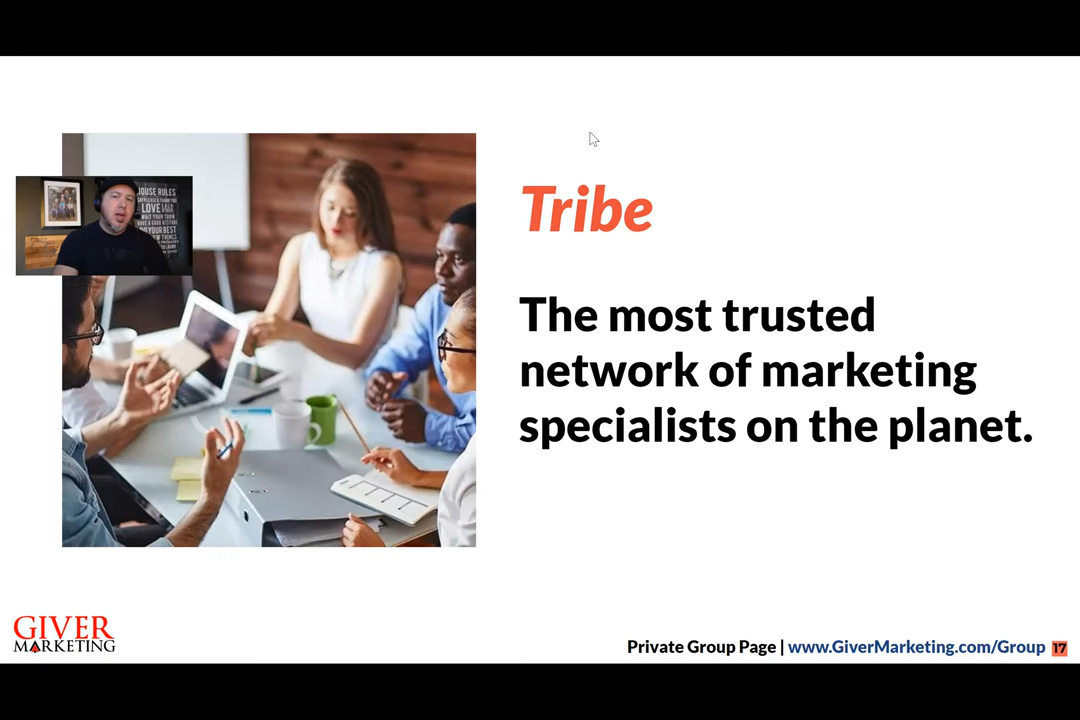 HOUSE RULES
LOVE
DO YOUR BEST
Tribe
The most trusted
network of marketing
specialists on the planet.
GIVER
MARKETING
Private Group Page | www.GiverMarketing.com/Group 17